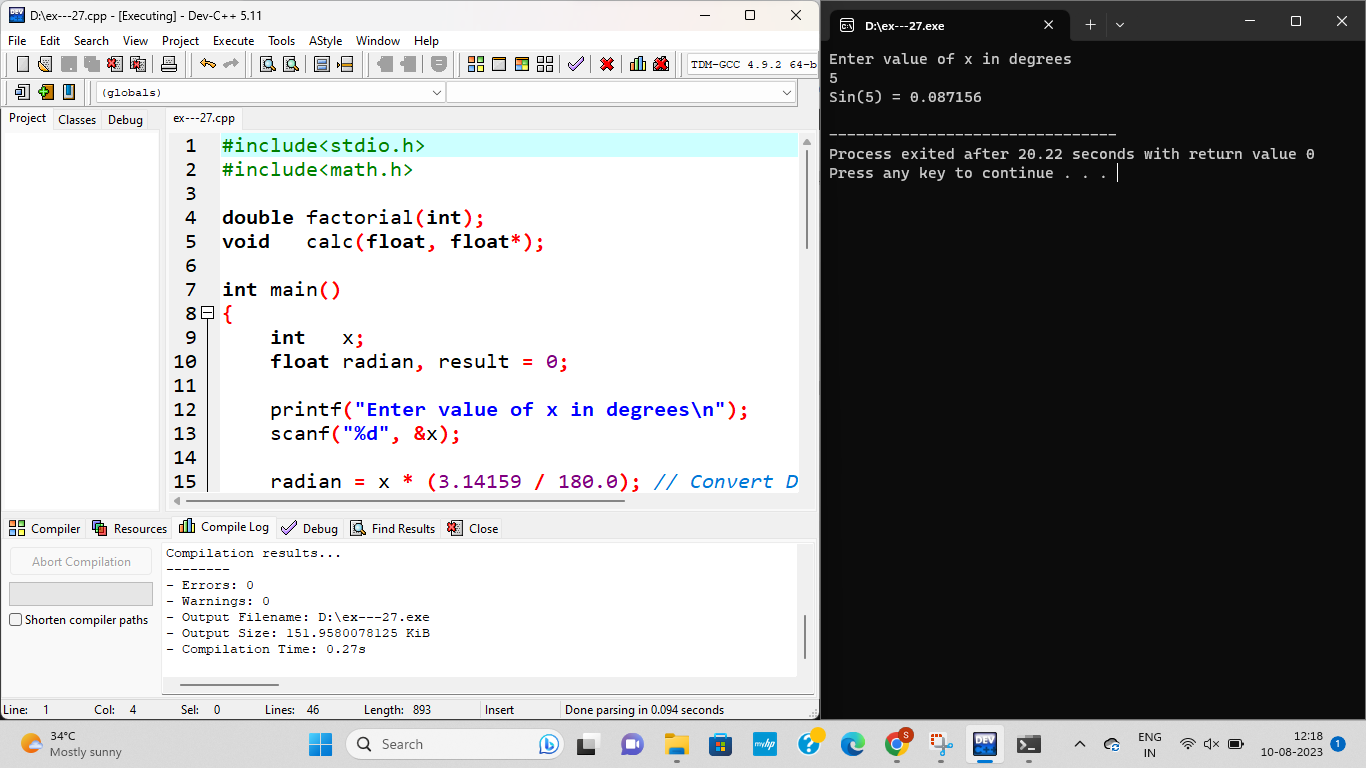 D:\ex---27.cpp - [Executing] - Dev-C++ 5.11
File Edit Search View Project Execute Tools AStyle Window Help
TDM-GCC 4.9.2 64-b
(globals)
Project Classes Debug
ex---27.cpp
1 #include<stdio.h>
2 #include<math.h>
3
4 double factorial(int);
5 void   calc(float, float*);
6
7 int main()
8 {
9     int   x;
10     float radian, result = 0;
11
12     printf("Enter value of x in degrees\n");
13     scanf("%d", &x);
14
15     radian = x * (3.14159 / 180.0); // Convert D
Compiler Resources Compile Log Debug Find Results Close
Abort Compilation
Shorten compiler paths
Compilation results...
--------
- Errors: 0
- Warnings: 0
- Output Filename: D:\ex---27.exe
- Output Size: 151.9580078125 KiB
- Compilation Time: 0.27s
Line: 1 Col: 4 Sel: 0 Lines: 46 Length: 893 Insert Done parsing in 0.094 seconds
D:\ex---27.exe
Enter value of x in degrees
5
Sin(5) = 0.087156
--------------------------------
Process exited after 20.22 seconds with return value 0
Press any key to continue . . .
34°C
Mostly sunny
Search
myhp
S
DEV
ENG
IN
12:18
10-08-2023
1